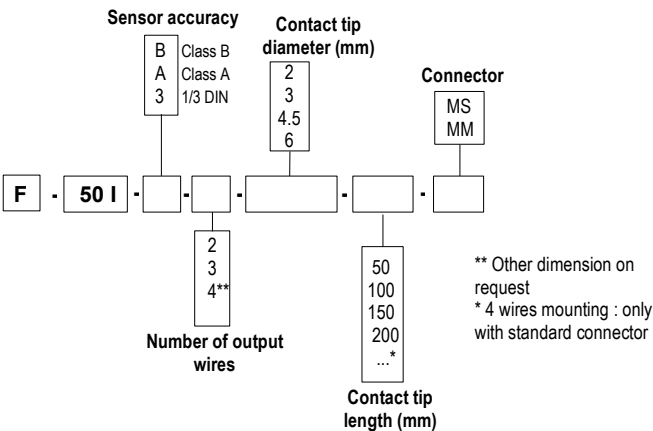 Sensor accuracy
B Class B
A Class A
3 1/3 DIN
Contact tip
diameter (mm)
2
3
4.5
6
Connector
MS
MM
F - 50 I - - - - -
2
3
4**
Number of output
wires
50
100
150
200
...*
Contact tip
length (mm)
** Other dimension on
request
* 4 wires mounting : only
with standard connector